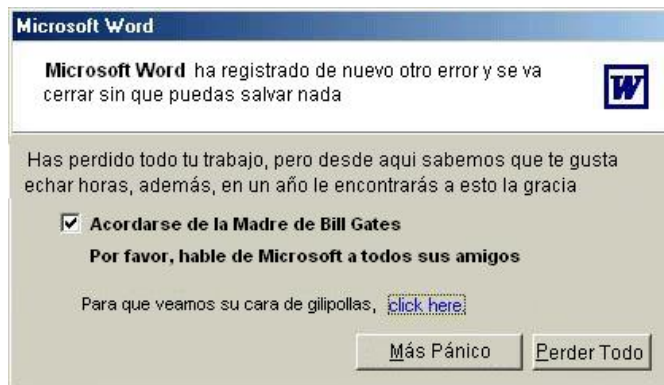 Microsoft Word
Microsoft Word ha registrado de nuevo otro error y se va
cerrar sin que puedas salvar nada
W
Has perdido todo tu trabajo, pero desde aqui sabemos que te gusta
echar horas, además, en un año le encontrarás a esto la gracia
Acordarse de la Madre de Bill Gates
Por favor, hable de Microsoft a todos sus amigos
Para que veamos su cara de gilipollas, click here.
Más Pánico Perder Todo